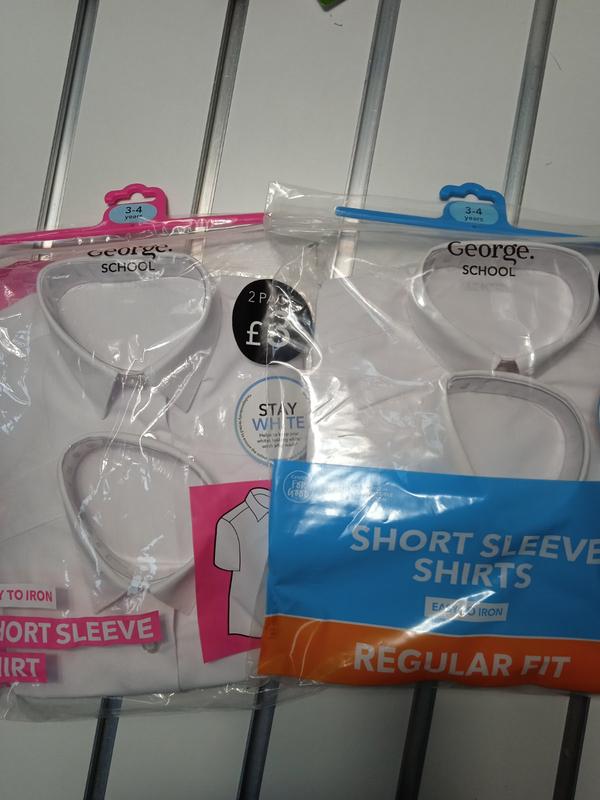 3-4
years
George.
SCHOOL
2 PA
£3
STAY
WHITE
Y TO IRON
HORT SLEEVE
IRT
3-4
years
George.
SCHOOL
SHORT SLEEVE
SHIRTS
EASY TO IRON
REGULAR FIT